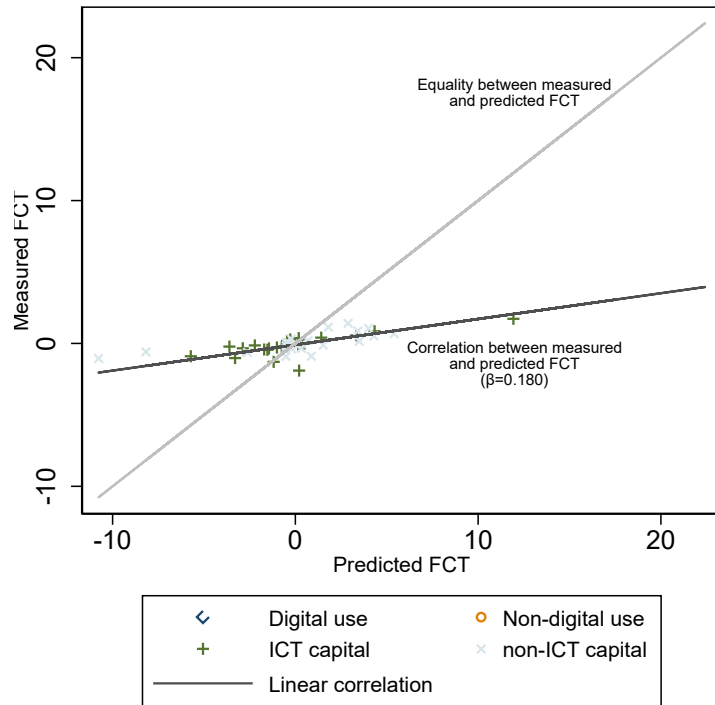 20
10
0
-10
Measured FCT
Equality between measured
and predicted FCT
Correlation between measured
and predicted FCT
(β=0.180)
-10 0 10 20
Predicted FCT
Digital use Non-digital use
ICT capital non-ICT capital
Linear correlation